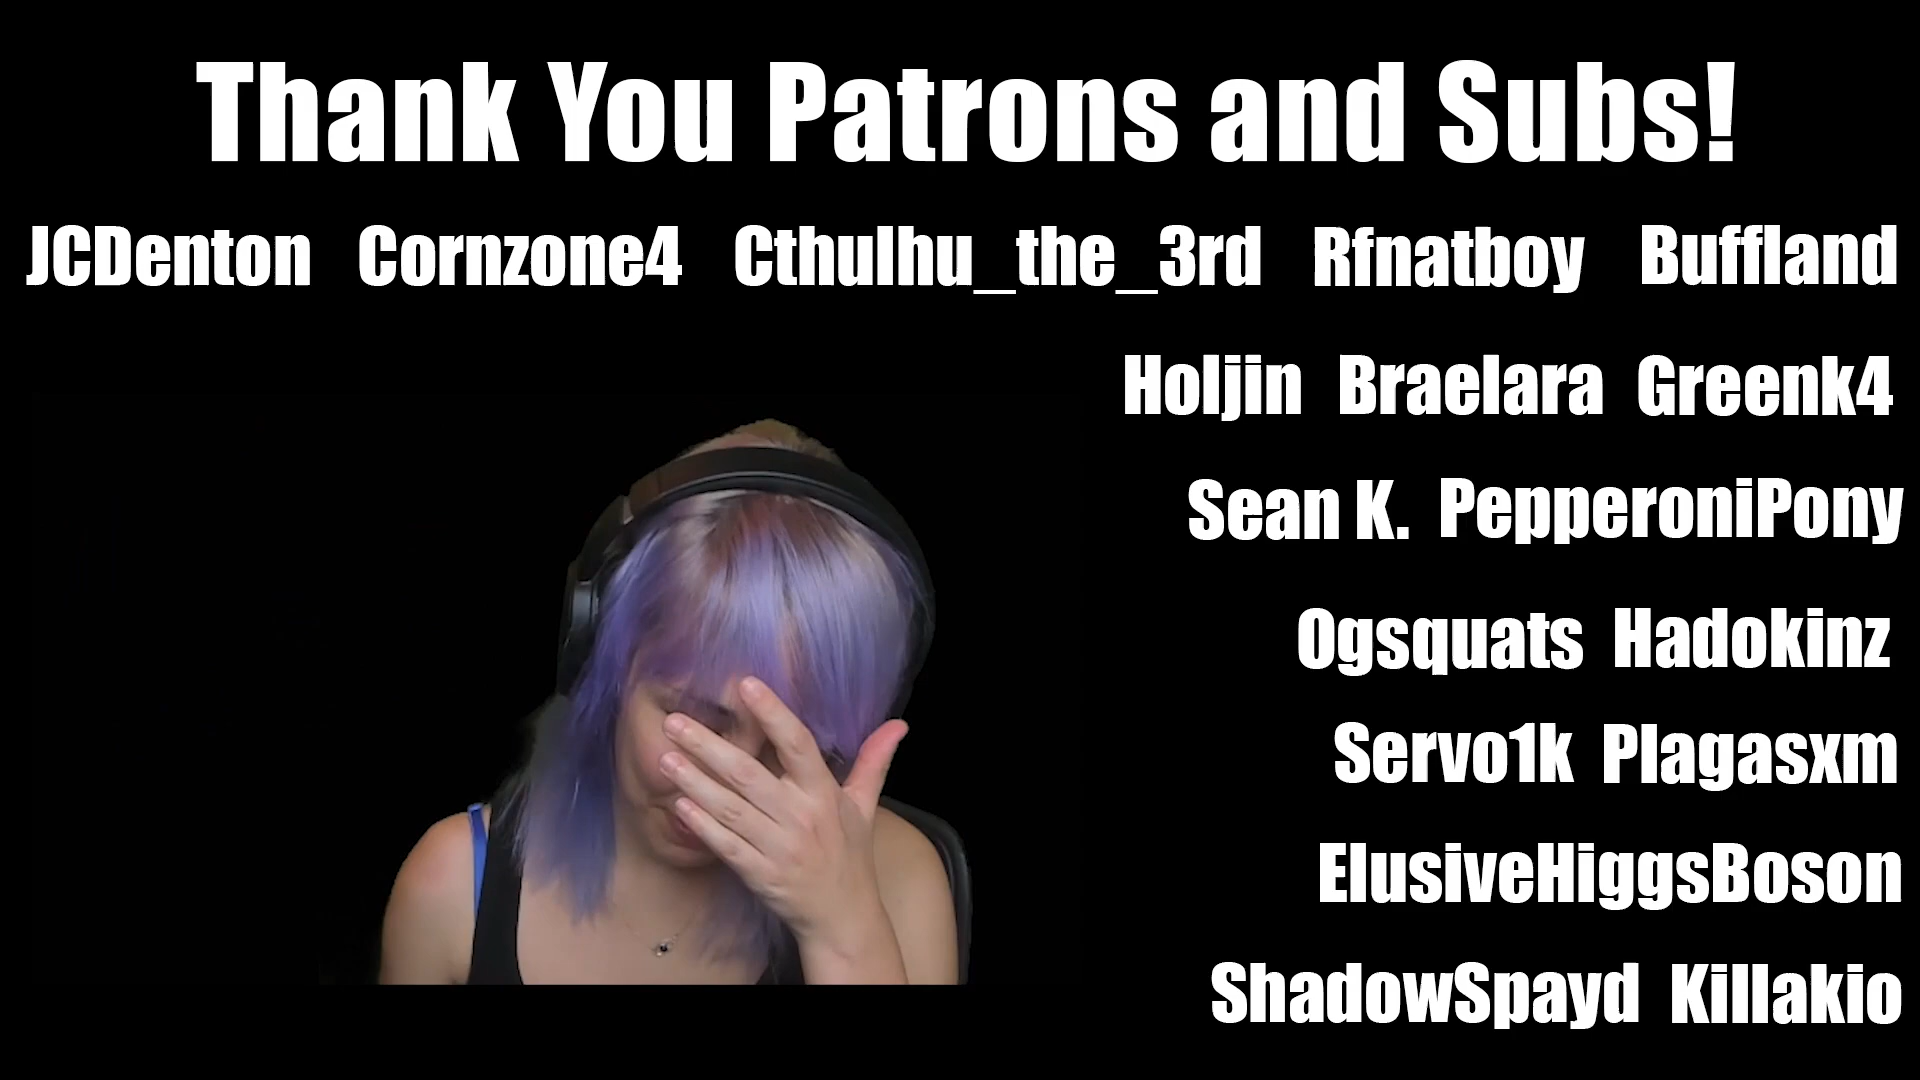 Thank You Patrons and Subs!
JCDenton Cornzone4 Cthulhu_the_3rd Rfnatboy Buffland
Holjin Braelara Greenk4
Sean K. PepperoniPony
Ogsquats Hadokinz
Servo1k Plagasxm
ElusiveHiggsBoson
ShadowSpayd Killakio